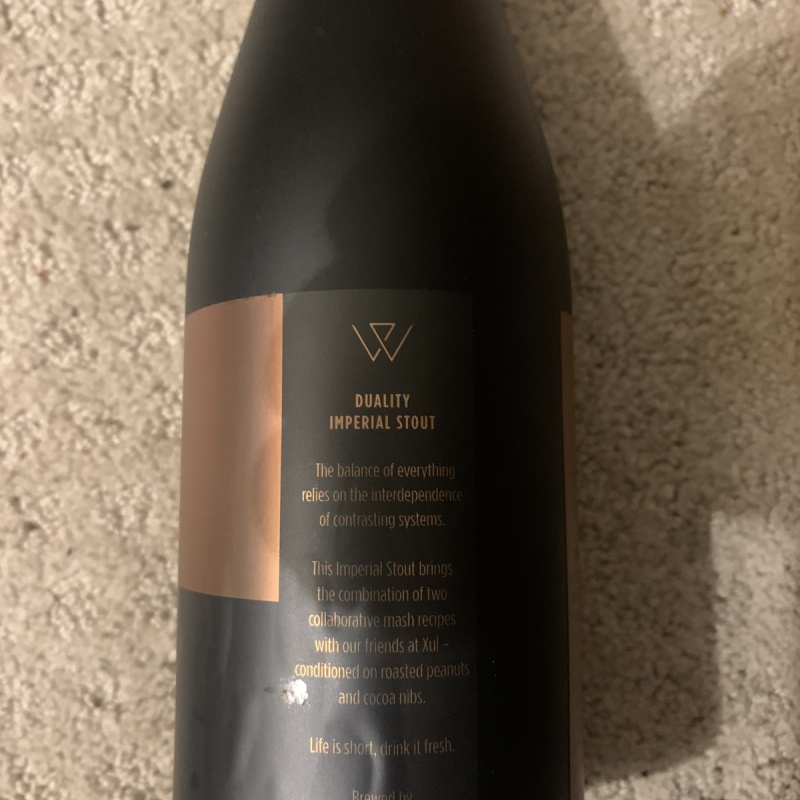 W
DUALITY
IMPERIAL STOUT
The balance of everything
relies on the interdependence
of contrasting systems.
This Imperial Stout brings
the combination of two
collaborative mash recipes
with our friends at Xul –
conditioned on roasted peanuts
and cocoa nibs.
Life is short, drink it fresh.
Brewed by